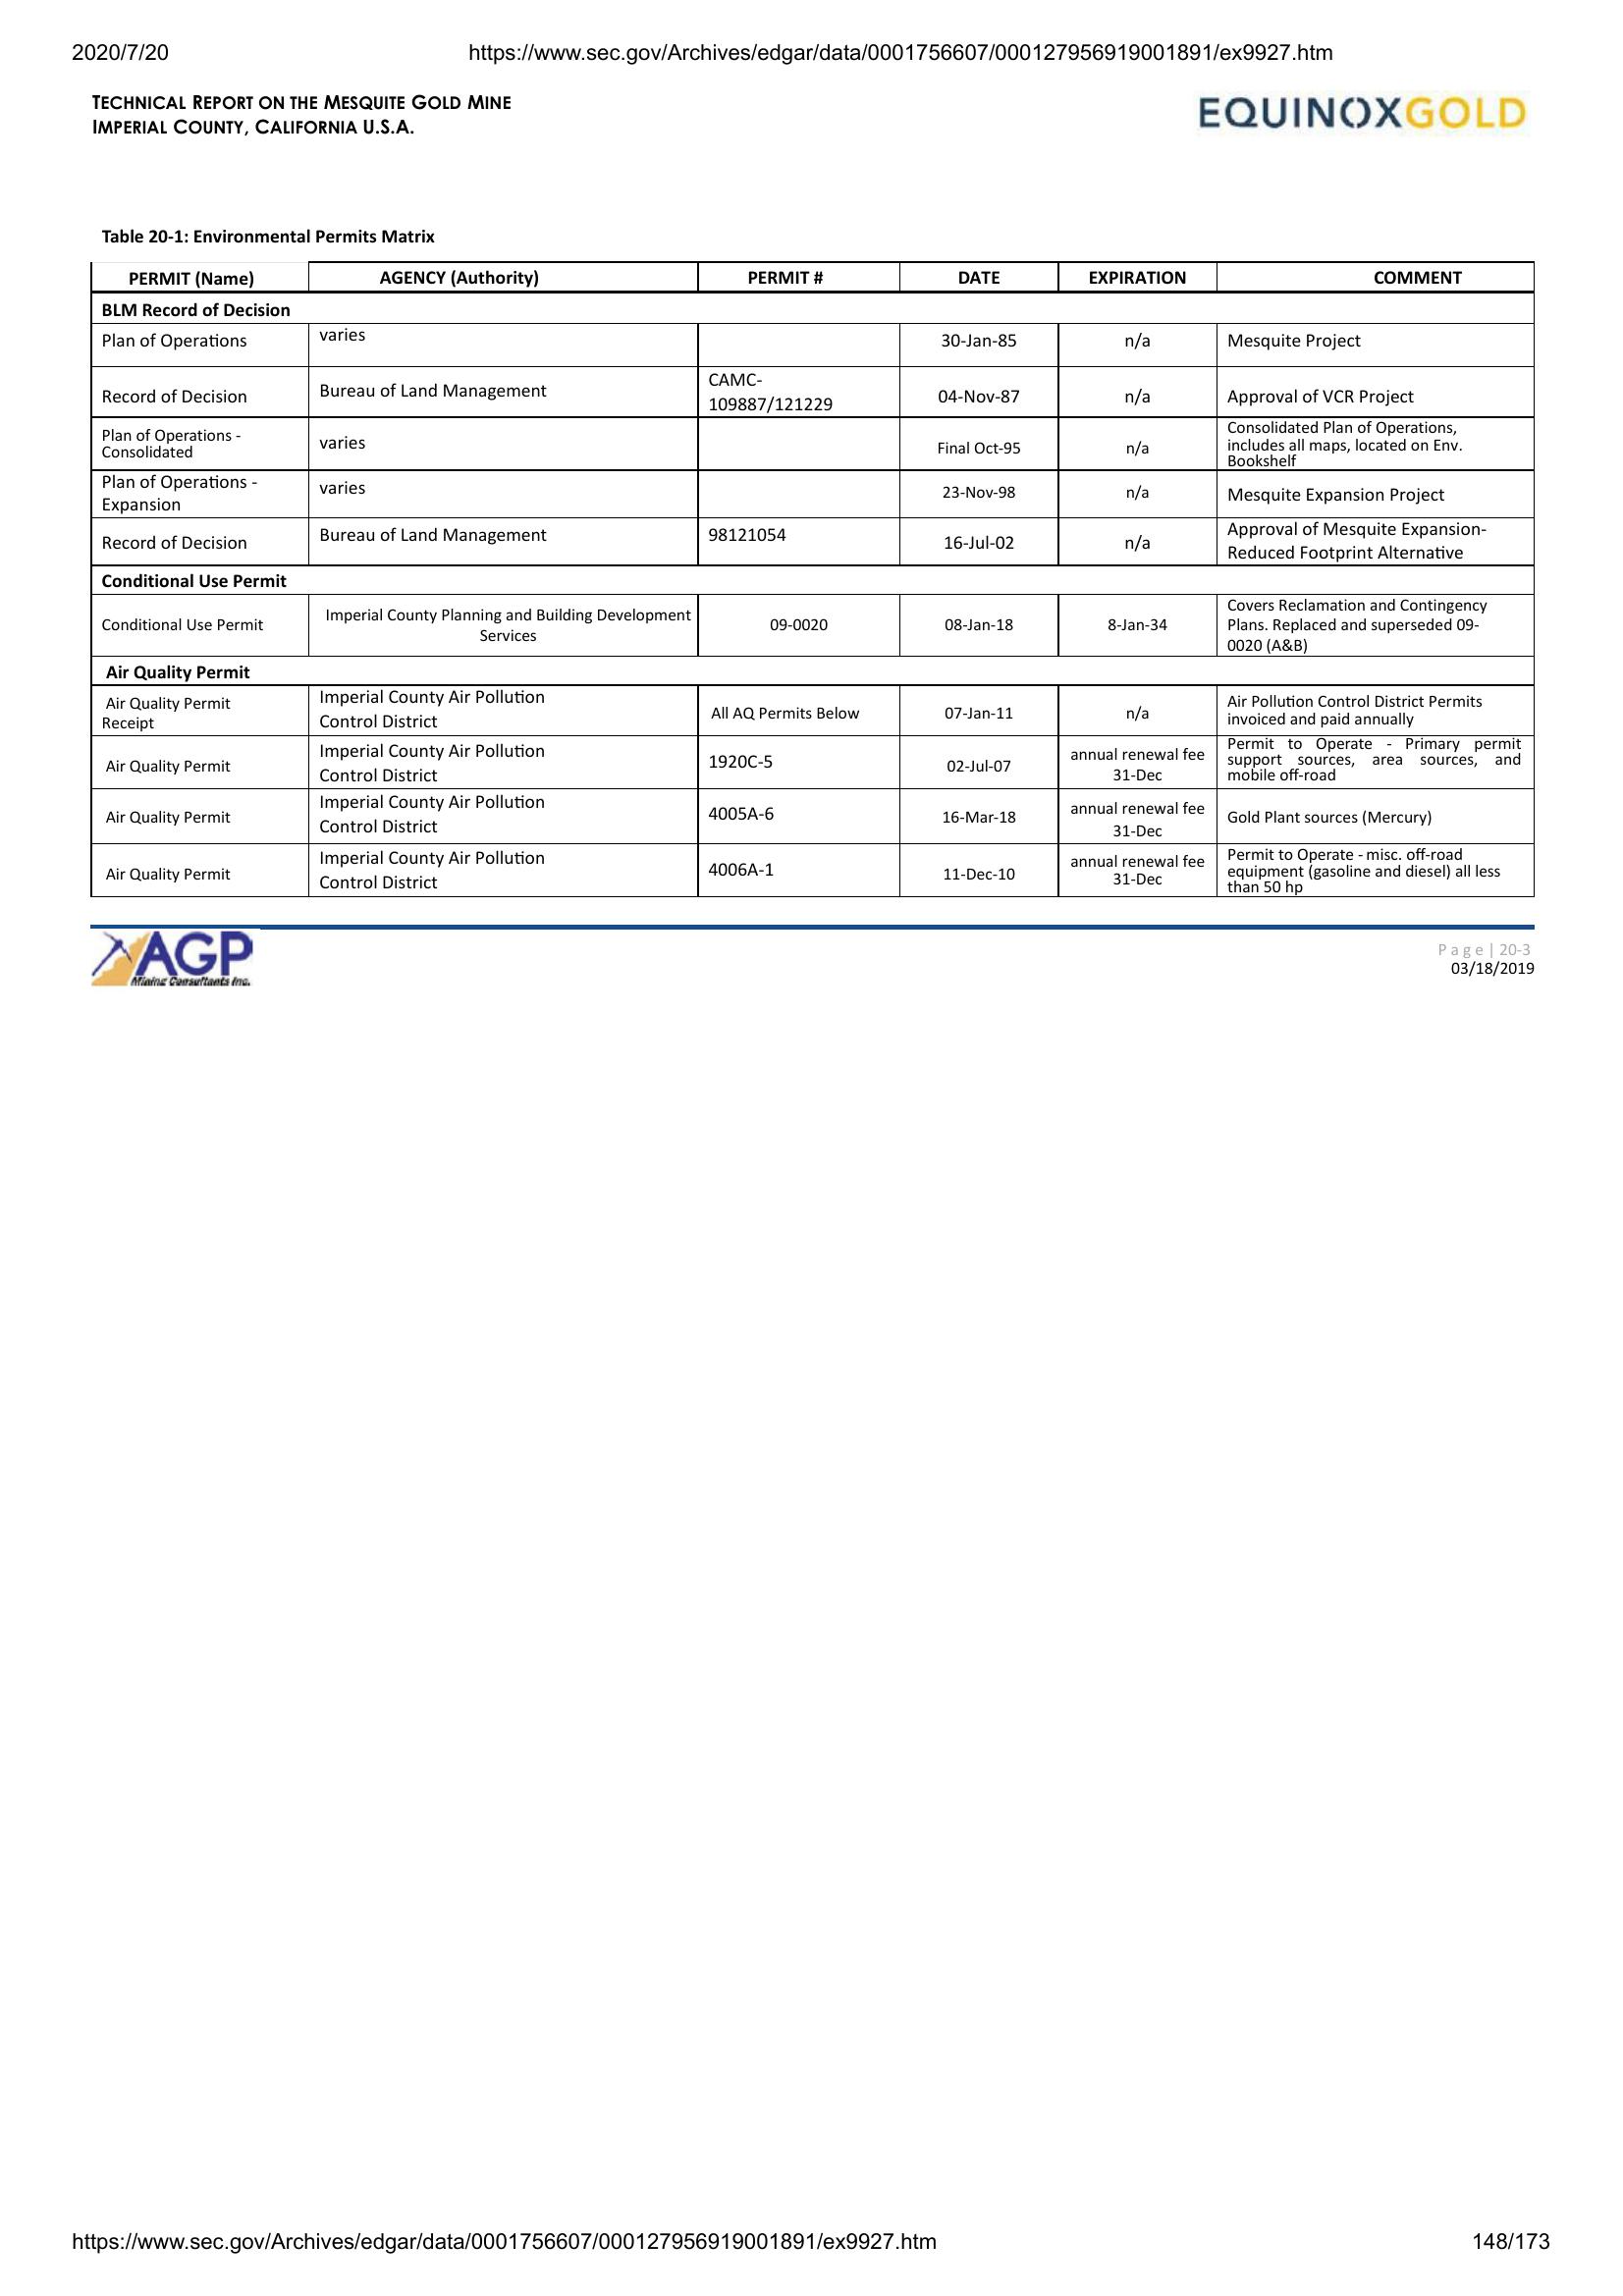 2020/7/20 https://www.sec.gov/Archives/edgar/data/0001756607/000127956919001891/ex9927.htm
TECHNICAL REPORT ON THE MESQUITE GOLD MINE
IMPERIAL COUNTY, CALIFORNIA U.S.A.
EQUINOXGOLD
Table 20-1: Environmental Permits Matrix
PERMIT (Name) AGENCY (Authority) PERMIT # DATE EXPIRATION COMMENT
BLM Record of Decision
Plan of Operations varies 30-Jan-85 n/a Mesquite Project
Record of Decision Bureau of Land Management CAMC-
109887/121229 04-Nov-87 n/a Approval of VCR Project
Plan of Operations -
Consolidated varies Final Oct-95 n/a Consolidated Plan of Operations,
includes all maps, located on Env.
Bookshelf
Plan of Operations -
Expansion varies 23-Nov-98 n/a Mesquite Expansion Project
Record of Decision Bureau of Land Management 98121054 16-Jul-02 n/a Approval of Mesquite Expansion-
Reduced Footprint Alternative
Conditional Use Permit
Conditional Use Permit Imperial County Planning and Building Development
Services 09-0020 08-Jan-18 8-Jan-34 Covers Reclamation and Contingency
Plans. Replaced and superseded 09-
0020 (A&B)
Air Quality Permit
Air Quality Permit
Receipt Imperial County Air Pollution
Control District All AQ Permits Below 07-Jan-11 n/a Air Pollution Control District Permits
invoiced and paid annually
Air Quality Permit Imperial County Air Pollution
Control District 1920C-5 02-Jul-07 annual renewal fee
31-Dec Permit to Operate - Primary permit
support sources, area sources, and
mobile off-road
Air Quality Permit Imperial County Air Pollution
Control District 4005A-6 16-Mar-18 annual renewal fee
31-Dec Gold Plant sources (Mercury)
Air Quality Permit Imperial County Air Pollution
Control District 4006A-1 11-Dec-10 annual renewal fee
31-Dec Permit to Operate - misc. off-road
equipment (gasoline and diesel) all less
than 50 hp
AGP
Mining Consultants Inc.
Page | 20-3
03/18/2019
https://www.sec.gov/Archives/edgar/data/0001756607/000127956919001891/ex9927.htm 148/173